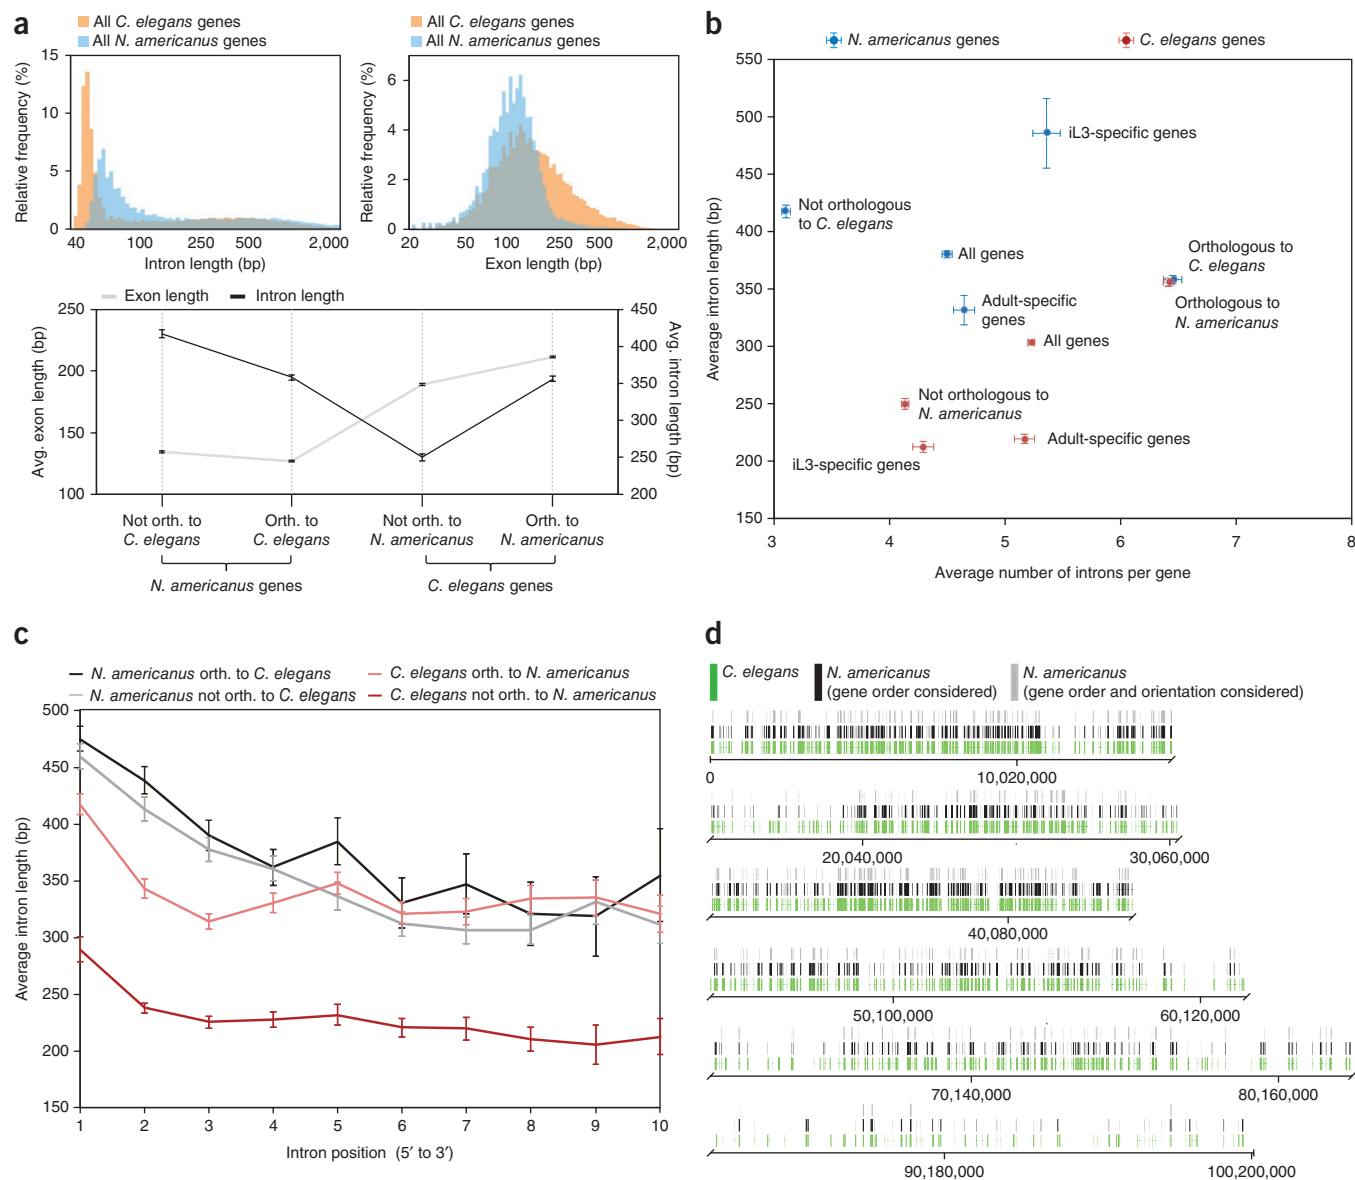 a
All C. elegans genes
All N. americanus genes
Relative frequency (%)
15
10
5
0
40
100
250
500
2,000
Intron length (bp)
All C. elegans genes
All N. americanus genes
Relative frequency (%)
6
4
2
0
20
50
100
250
500
2,000
Exon length (bp)
Exon length
Intron length
Avg. exon length (bp)
250
200
150
100
450
400
350
300
250
200
Avg. intron length
(bp)
Not orth. to
C. elegans
Orth. to
C. elegans
Not orth. to
N. americanus
Orth. to
N. americanus
N. americanus genes
C. elegans genes
b
N. americanus genes
C. elegans genes
Average intron length (bp)
550
500
450
400
350
300
250
200
150
iL3-specific genes
Not orthologous
to C. elegans
All genes
Orthologous to
C. elegans
Adult-specific
genes
Orthologous to
N. americanus
All genes
Not orthologous to
N. americanus
Adult-specific genes
iL3-specific genes
3
4
5
6
7
8
Average number of introns per gene
c
N. americanus orth. to C. elegans
C. elegans orth. to N. americanus
N. americanus not orth. to C. elegans
C. elegans not orth. to N. americanus
Average intron length (bp)
500
450
400
350
300
250
200
150
1
2
3
4
5
6
7
8
9
10
Intron position (5′ to 3′)
d
C. elegans
N. americanus
(gene order considered)
N. americanus
(gene order and orientation considered)
0
10,020,000
20,040,000
30,060,000
40,080,000
50,100,000
60,120,000
70,140,000
80,160,000
90,180,000
100,200,000